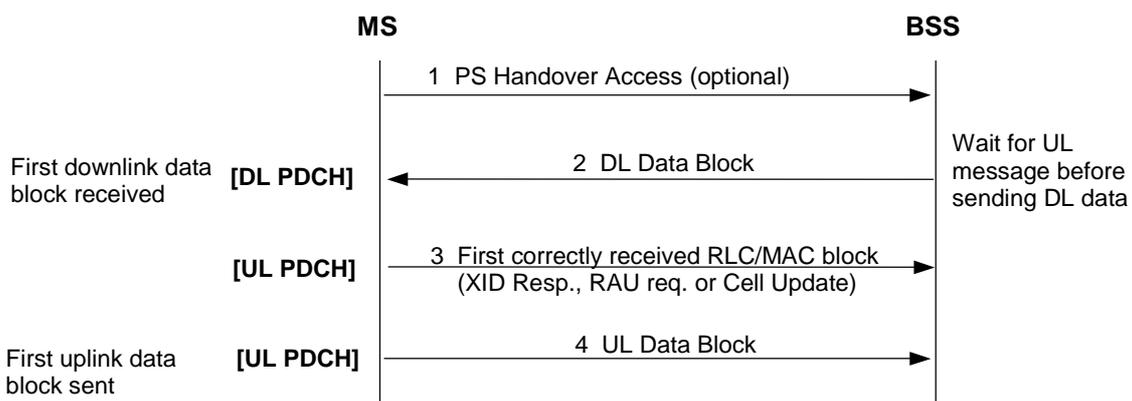 MS
BSS
1 PS Handover Access (optional)
Wait for UL
message before
sending DL data
First downlink data
block received
[DL PDCH]
2 DL Data Block
[UL PDCH]
3 First correctly received RLC/MAC block
(XID Resp., RAU req. or Cell Update)
First uplink data
block sent
[UL PDCH]
4 UL Data Block